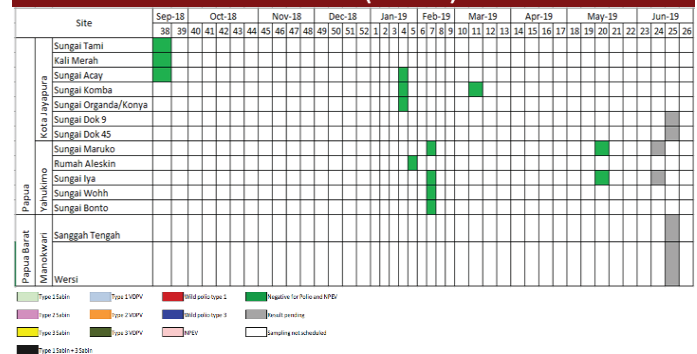 Site Sep-18 Oct-18 Nov-18 Dec-18 Jan-19 Feb-19 Mar-19 Apr-19 May-19 Jun-19
38 39 40 41 42 43 44 45 46 47 48 49 50 51 52 1 2 3 4 5 6 7 8 9 10 11 12 13 14 15 16 17 18 19 20 21 22 23 24 25 26
Papua
Kota Jayapura
Sungai Tami
Kali Merah
Sungai Acay
Sungai Komba
Sungai Organda/Konya
Sungai Dok 9
Sungai Dok 45
Yahukimo
Sungai Maruko
Rumah Aleskin
Sungai Iya
Sungai Wohh
Sungai Bonto
Papua Barat
Manokwari
Sanggah Tengah
Wersi
Type 1 Sabin Type 1 VDPV Wild polio type 1 Negative for Polio and NPEV
Type 2 Sabin Type 2 VDPV Wild polio type 3 Result pending
Type 3 Sabin Type 3 VDPV NPEV Sampling not scheduled
Type 1 Sabin + 3 Sabin